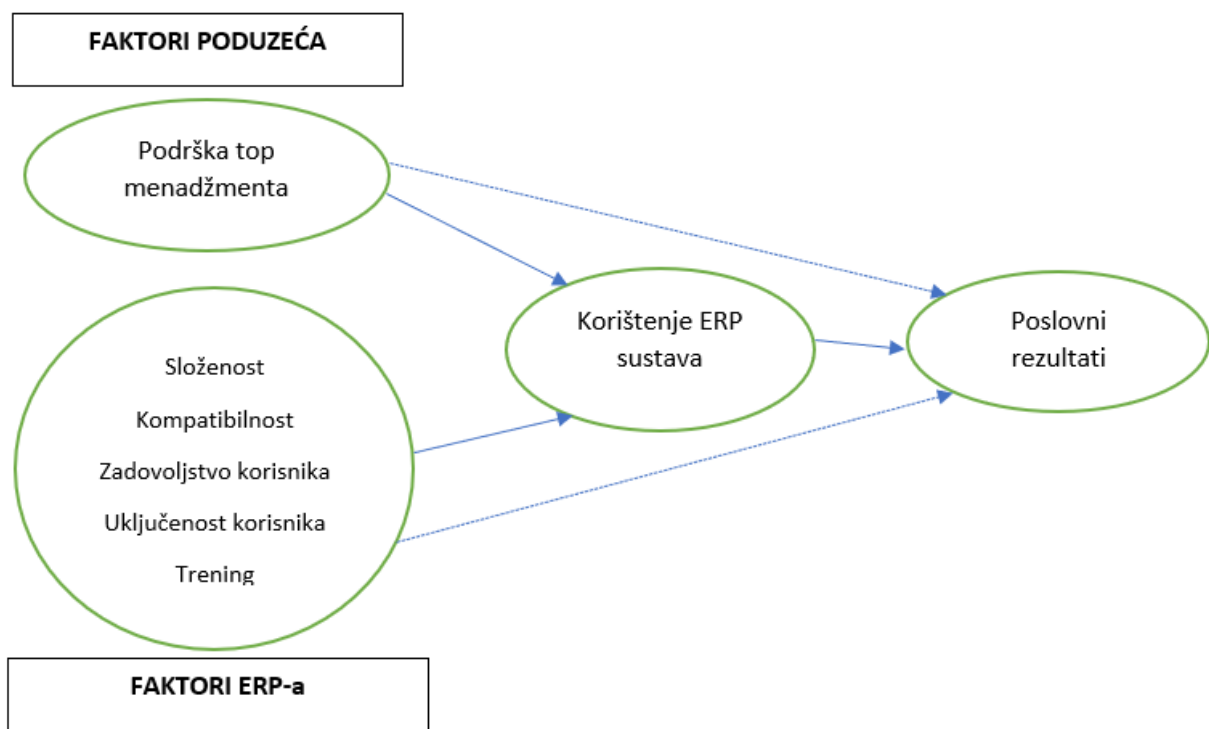 FAKTORI PODUZEĆA
Podrška top
menadžmenta
Korištenje ERP
sustava
Poslovni
rezultati
Složenost
Kompatibilnost
Zadovoljstvo korisnika
Uključenost korisnika
Trening
FAKTORI ERP-a